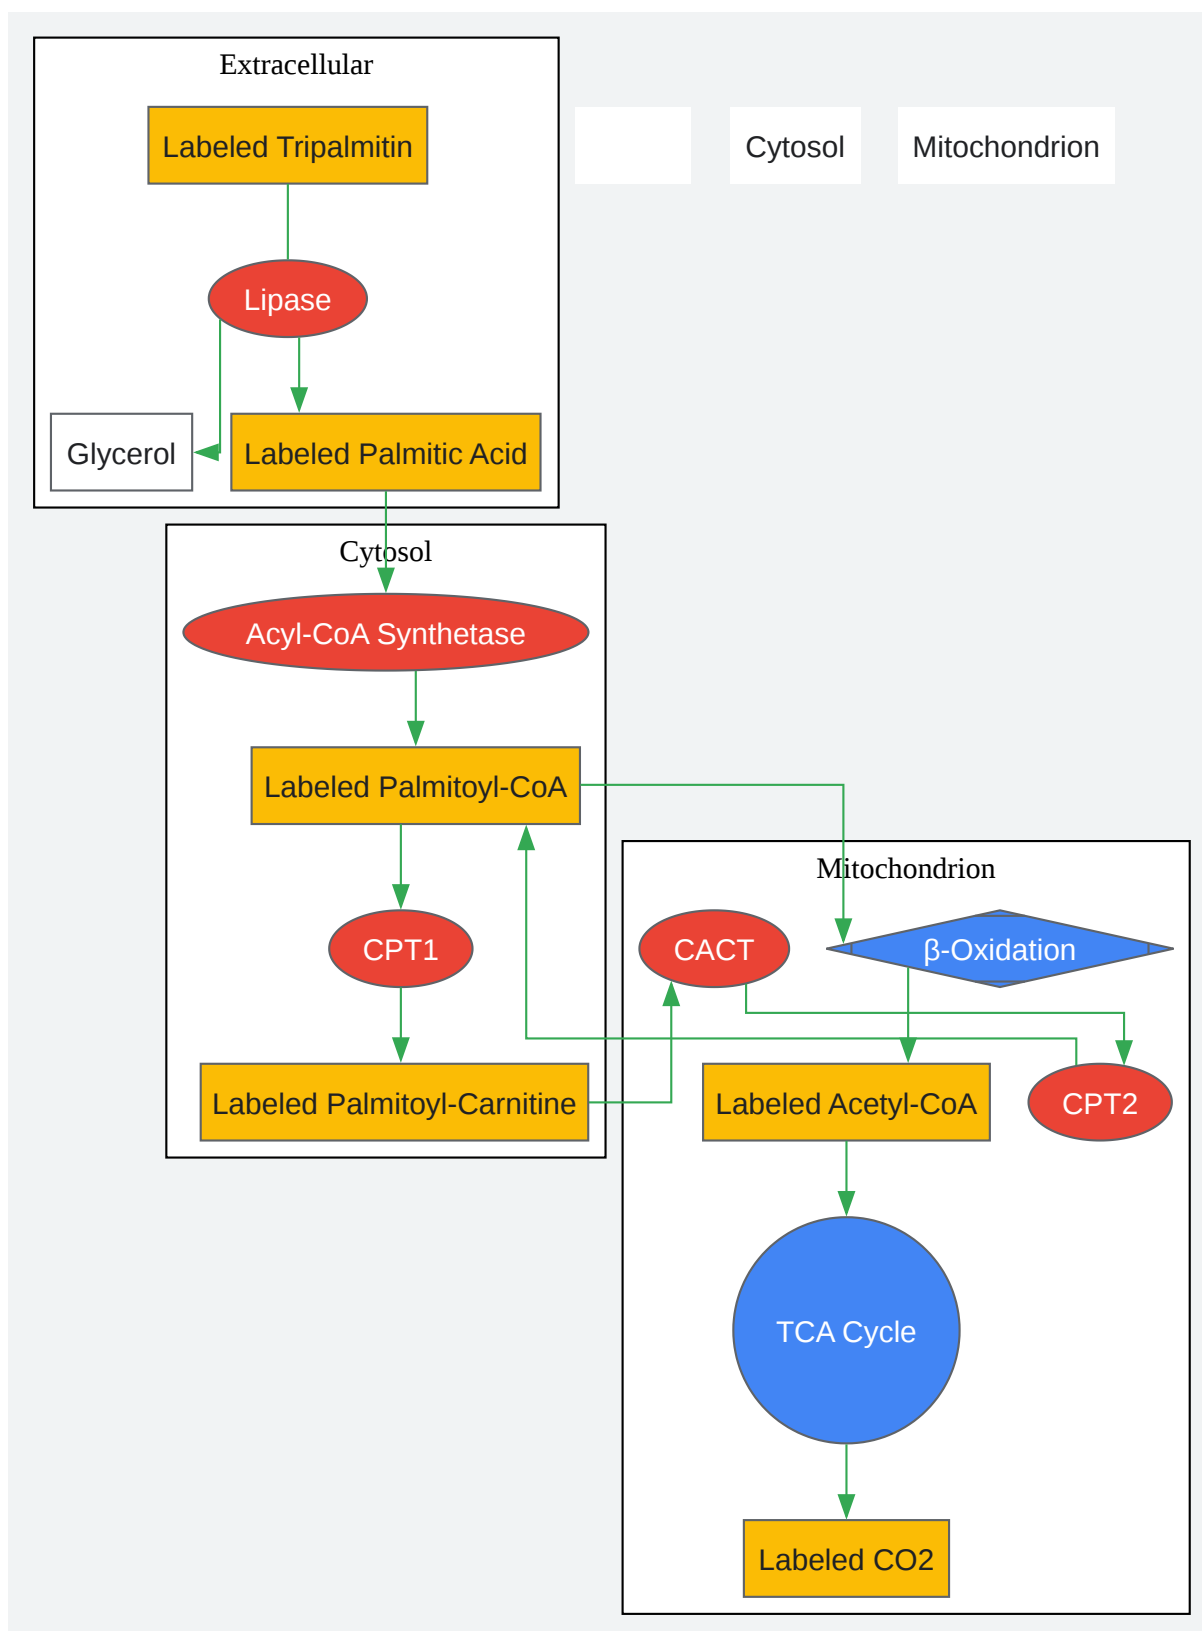 Extracellular
Labeled Tripalmitin
Cytosol
Mitochondrion
Lipase
Glycerol
Labeled Palmitic Acid
Cytosol
Acyl-CoA Synthetase
Labeled Palmitoyl-CoA
Mitochondrion
CPT1
CACT
β-Oxidation
Labeled Palmitoyl-Carnitine
Labeled Acetyl-CoA
CPT2
TCA Cycle
Labeled CO2